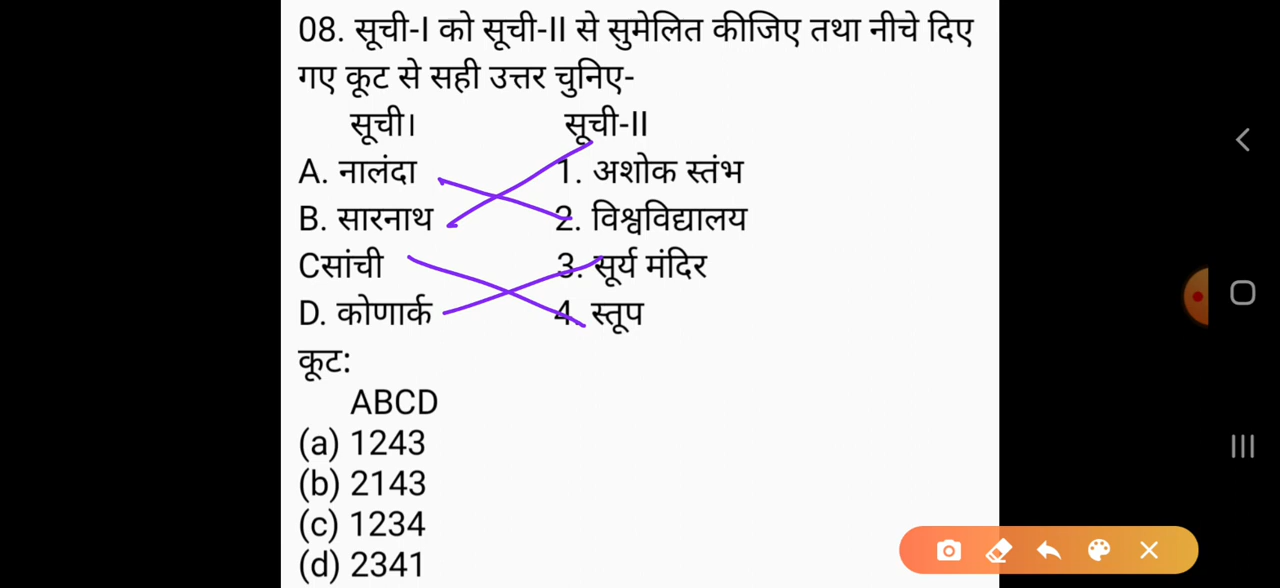 08. सूची-I को सूची-II से सुमेलित कीजिए तथा नीचे दिए
गए कूट से सही उत्तर चुनिए-
सूची। सूची-II
A. नालंदा 1. अशोक स्तंभ
B. सारनाथ 2. विश्वविद्यालय
Cसांची 3. सूर्य मंदिर
D. कोणार्क 4. स्तूप
कूट:
ABCD
(a) 1243
(b) 2143
(c) 1234
(d) 2341